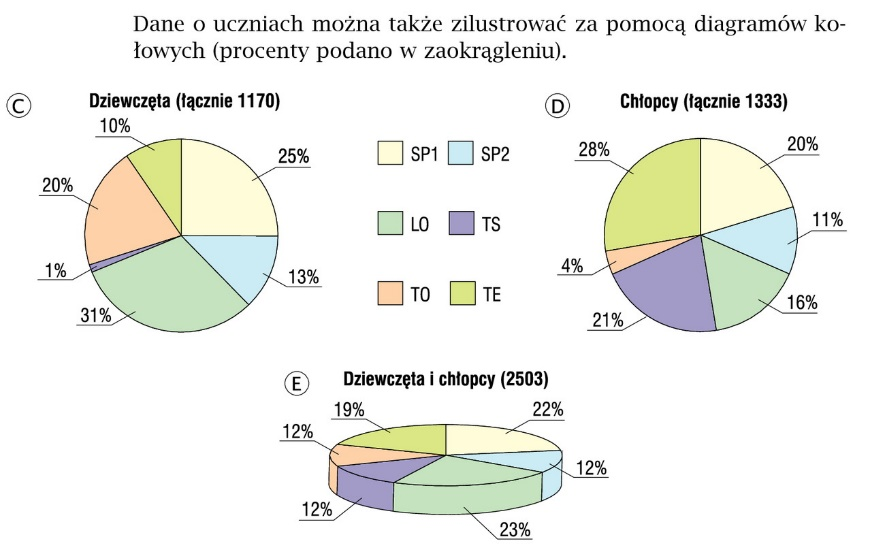 Dane o uczniach można także zilustrować za pomocą diagramów ko-
łowych (procenty podano w zaokrągleniu).
C Dziewczęta (łącznie 1170)
10%
25%
20%
1%
13%
31%
SP1 SP2
LO TS
TO TE
D Chłopcy (łącznie 1333)
28%
20%
11%
4%
16%
21%
E Dziewczęta i chłopcy (2503)
19%
22%
12%
12%
12%
23%